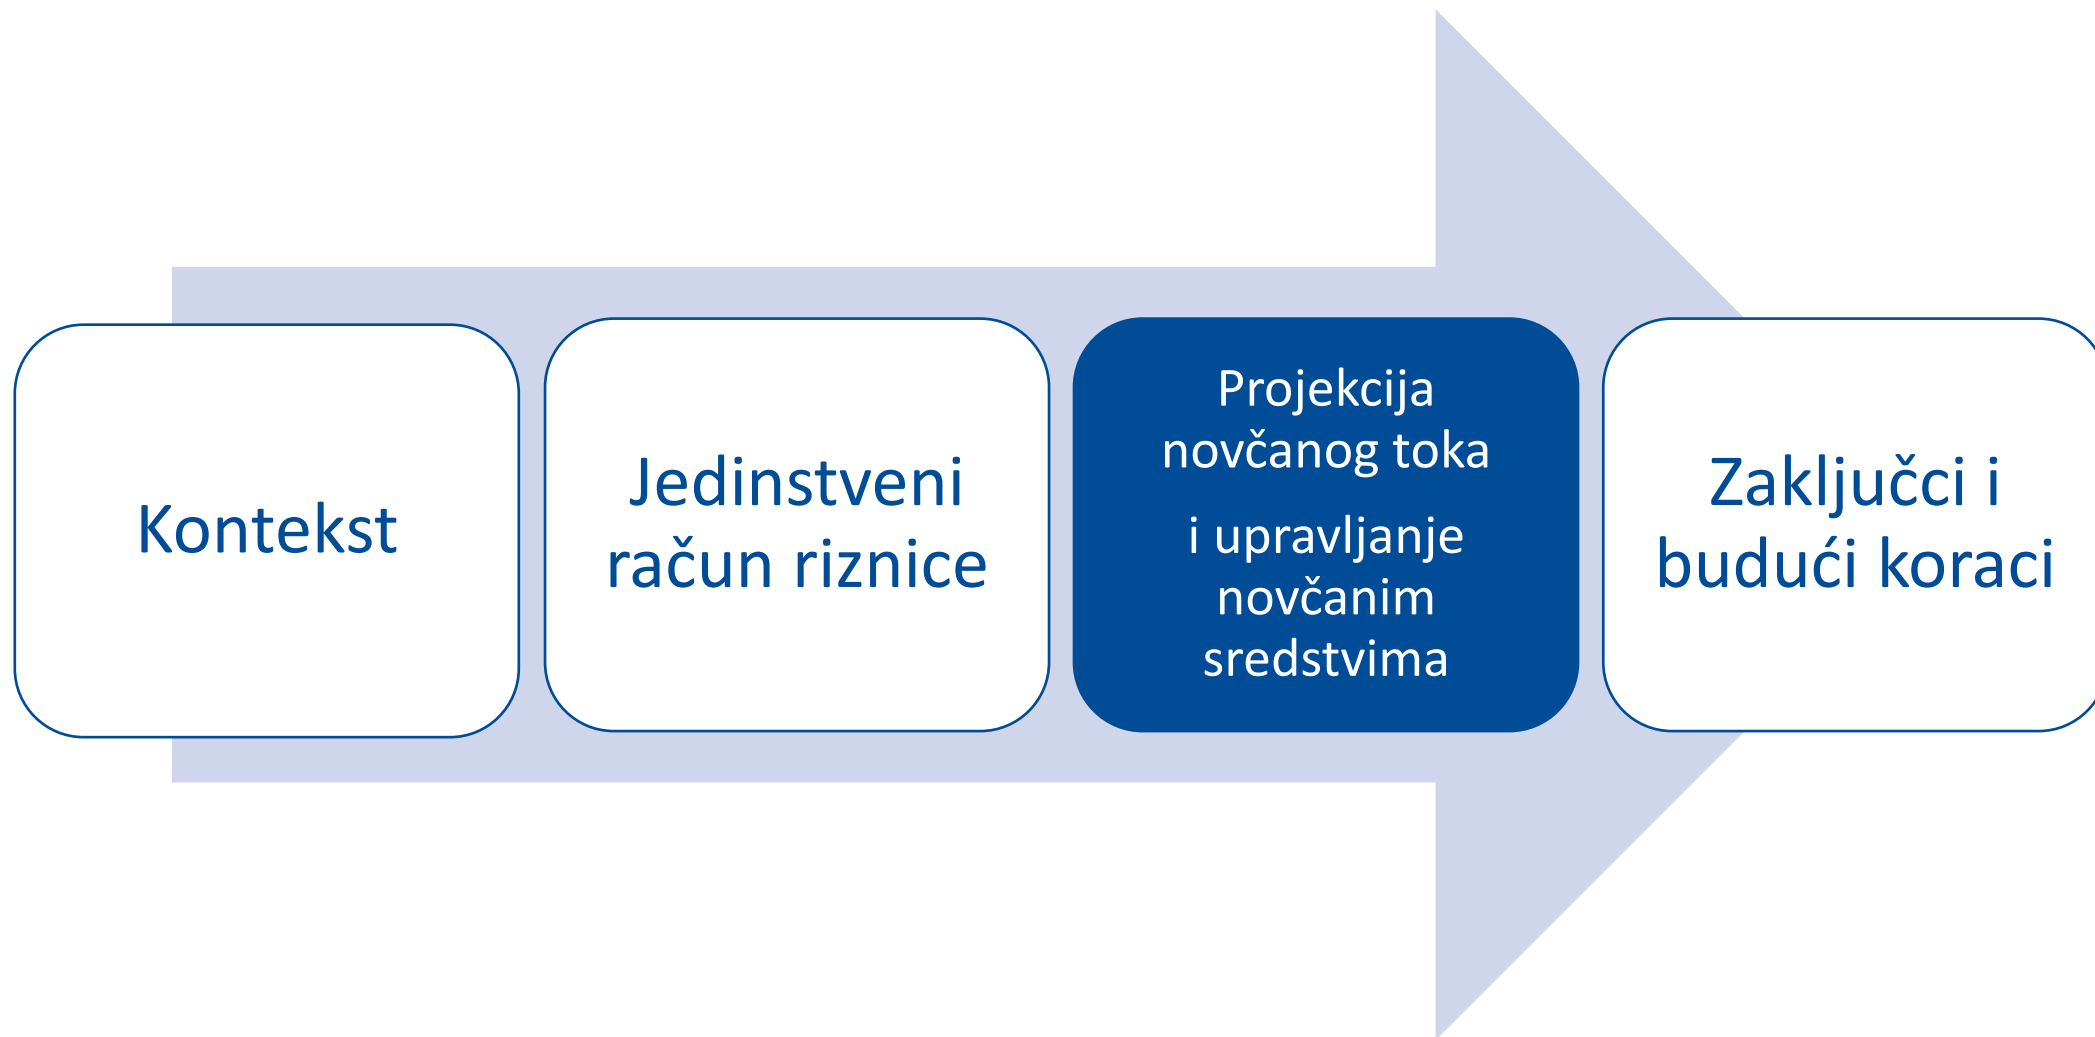 Kontekst
Jedinstveni
račun riznice
Projekcija
novčanog toka
i upravljanje
novčanim
sredstvima
Zaključci i
budući koraci